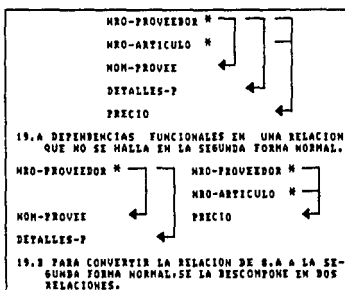 NRO-PROVEEDOR *
NRO-ARTICULO *
NOM-PROVEE
DETALLES-P
PRECIO
19.A DEPENDENCIAS FUNCIONALES EN UNA RELACION
QUE NO SE HALLA EN LA SEGUNDA FORMA NORMAL.
NRO-PROVEEDOR * NRO-PROVEEDOR *
NRO-ARTICULO *
NOM-PROVEE PRECIO
DETALLES-P
19.B PARA CONVERTIR LA RELACION DE 8.A A LA SE-
GUNDA FORMA NORMAL.SE LA DESCOMPONE EN DOS
RELACIONES.